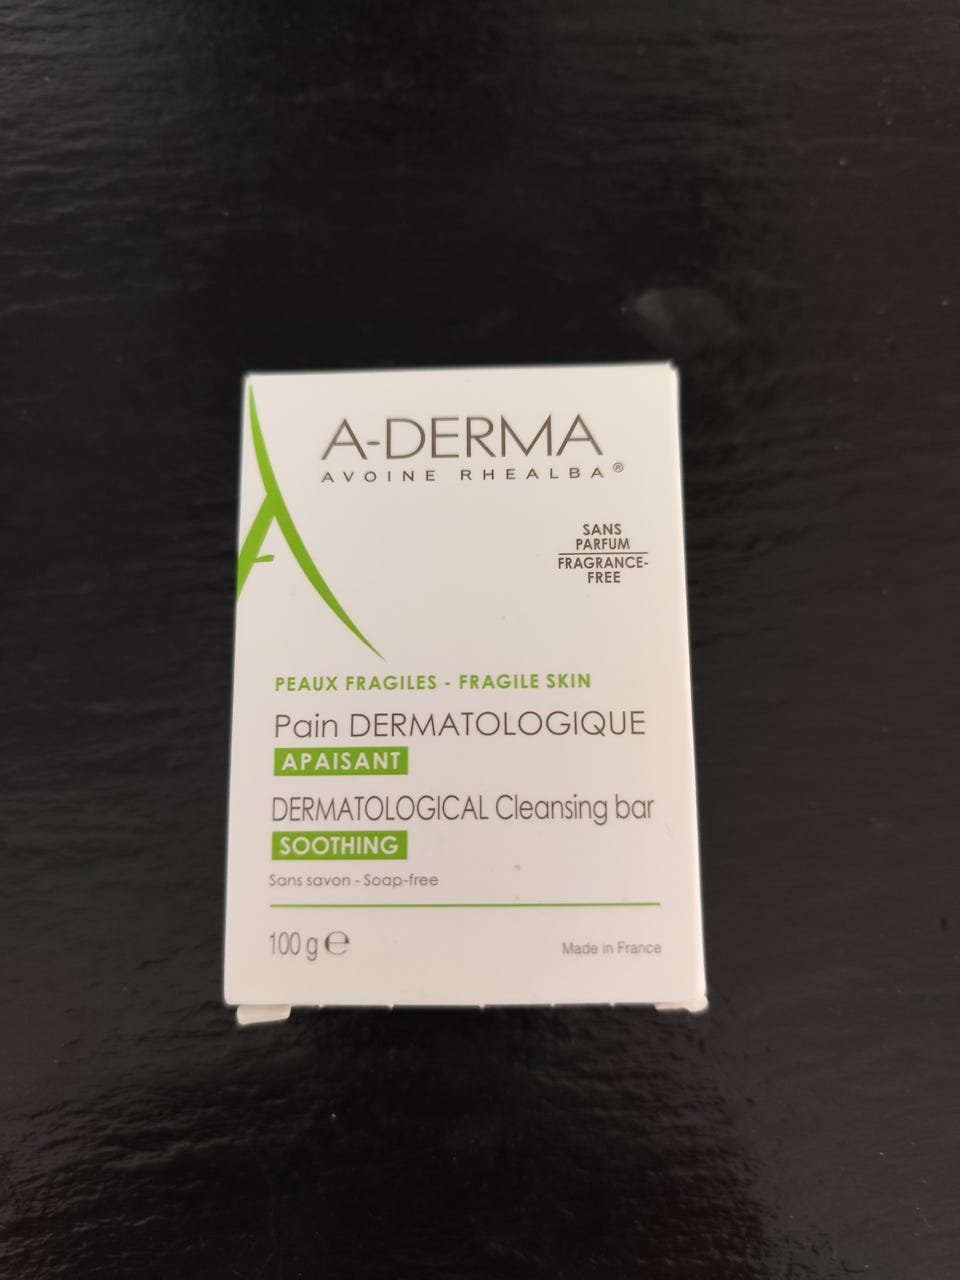 A-DERMA
AVOINE RHEALBA®
SANS
PARFUM
FRAGRANCE-
FREE
PEAUX FRAGILES - FRAGILE SKIN
Pain DERMATOLOGIQUE
APAISANT
DERMATOLOGICAL Cleansing bar
SOOTHING
Sans savon - Soap-free
100 g ℮
Made in France